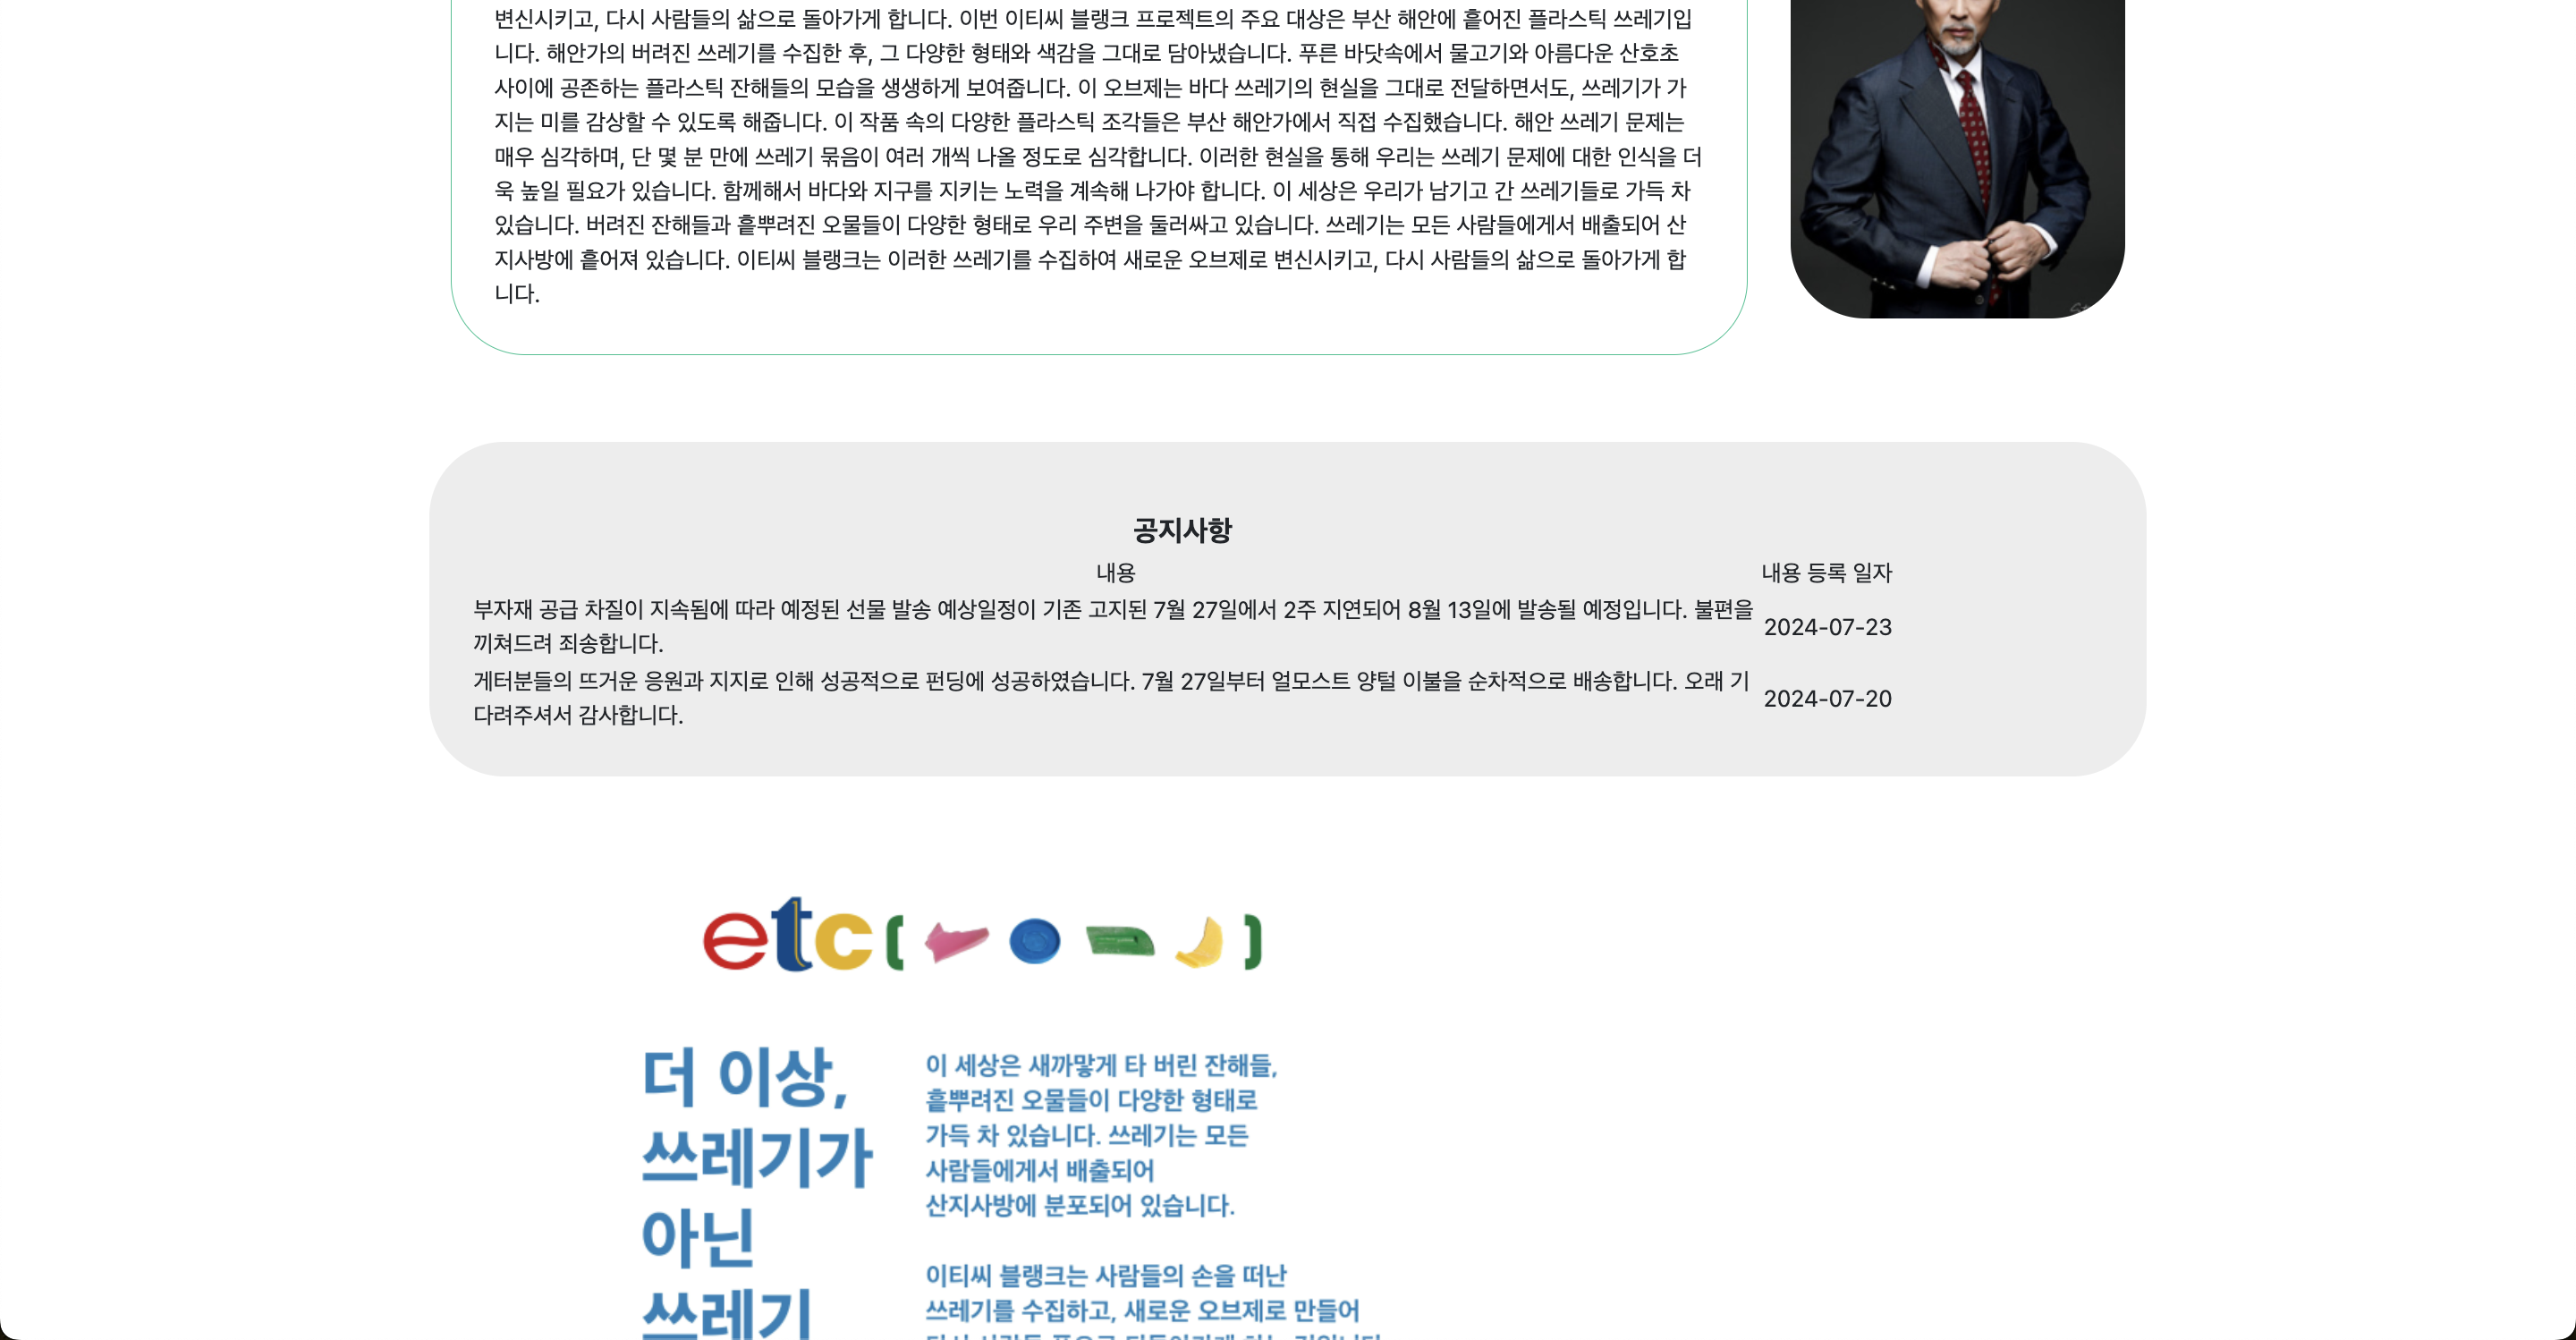 변신시키고, 다시 사람들의 삶으로 돌아가게 합니다. 이번 이티씨 블랭크 프로젝트의 주요 대상은 부산 해안에 흩어진 플라스틱 쓰레기입
니다. 해안가의 버려진 쓰레기를 수집한 후, 그 다양한 형태와 색감을 그대로 담아냈습니다. 푸른 바닷속에서 물고기와 아름다운 산호초
사이에 공존하는 플라스틱 잔해들의 모습을 생생하게 보여줍니다. 이 오브제는 바다 쓰레기의 현실을 그대로 전달하면서도, 쓰레기가 가
지는 미를 감상할 수 있도록 해줍니다. 이 작품 속의 다양한 플라스틱 조각들은 부산 해안가에서 직접 수집했습니다. 해안 쓰레기 문제는
매우 심각하며, 단 몇 분 만에 쓰레기 묶음이 여러 개씩 나올 정도로 심각합니다. 이러한 현실을 통해 우리는 쓰레기 문제에 대한 인식을 더
욱 높일 필요가 있습니다. 함께해서 바다와 지구를 지키는 노력을 계속해 나가야 합니다. 이 세상은 우리가 남기고 간 쓰레기들로 가득 차
있습니다. 버려진 잔해들과 흩뿌려진 오물들이 다양한 형태로 우리 주변을 둘러싸고 있습니다. 쓰레기는 모든 사람들에게서 배출되어 산
지사방에 흩어져 있습니다. 이티씨 블랭크는 이러한 쓰레기를 수집하여 새로운 오브제로 변신시키고, 다시 사람들의 삶으로 돌아가게 합
니다.
공지사항
내용 내용 등록 일자
부자재 공급 차질이 지속됨에 따라 예정된 선물 발송 예상일정이 기존 고지된 7월 27일에서 2주 지연되어 8월 13일에 발송될 예정입니다. 불편을
끼쳐드려 죄송합니다.
2024-07-23
게터분들의 뜨거운 응원과 지지로 인해 성공적으로 펀딩에 성공하였습니다. 7월 27일부터 얼모스트 양털 이불을 순차적으로 배송합니다. 오래 기
다려주셔서 감사합니다.
2024-07-20
etc( )
더 이상,
쓰레기가
아닌
쓰레기
이 세상은 새까맣게 타 버린 잔해들,
흩뿌려진 오물들이 다양한 형태로
가득 차 있습니다. 쓰레기는 모든
사람들에게서 배출되어
산지사방에 분포되어 있습니다.
이티씨 블랭크는 사람들의 손을 떠난
쓰레기를 수집하고, 새로운 오브제로 만들어